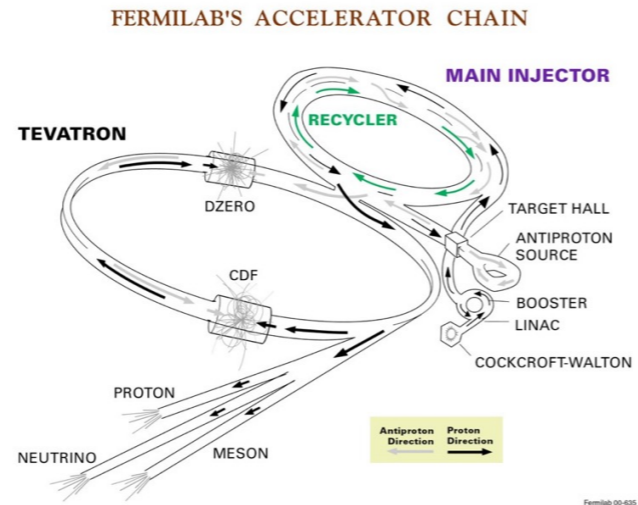 FERMILAB'S ACCELERATOR CHAIN
MAIN INJECTOR
RECYCLER
TEVATRON
DZERO
TARGET HALL
ANTIPROTON
SOURCE
CDF
BOOSTER
LINAC
COCKCROFT-WALTON
PROTON
NEUTRINO
MESON
Antiproton Proton
Direction Direction
Fermilab 00-635